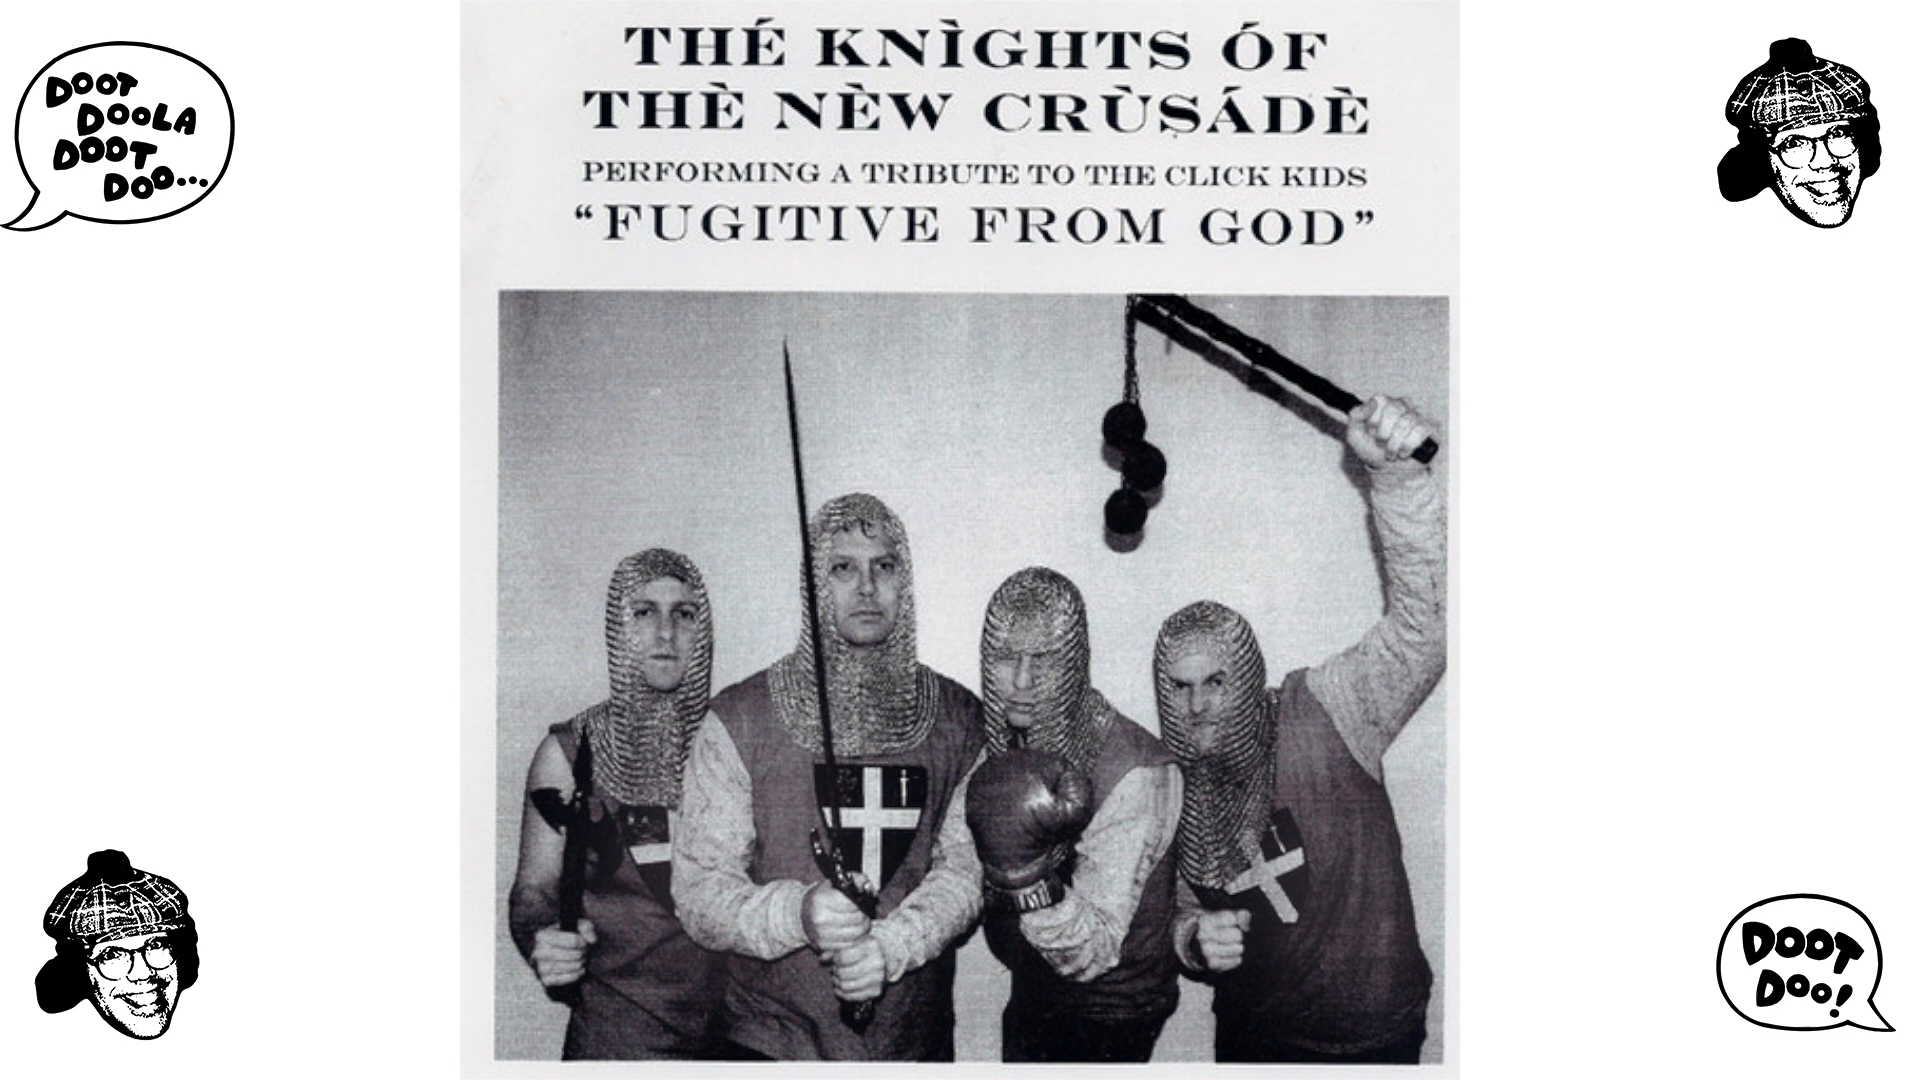 DOOT
DOOLA
DOOT
DOO...
THÉ KNÌGHTS ÓF
THÈ NÈW CRÙSÁDÈ
PERFORMING A TRIBUTE TO THE CLICK KIDS
“FUGITIVE FROM GOD”
DOOT
DOO!